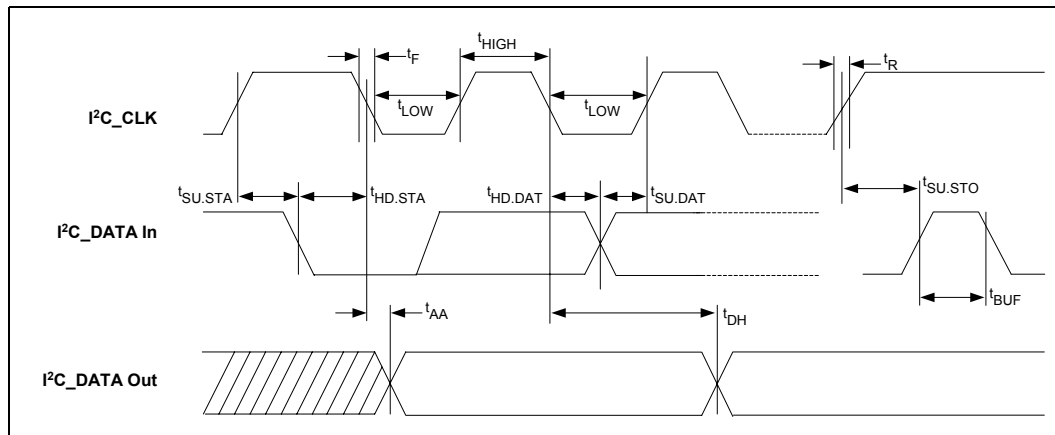 tF
tHIGH
tR
tLOW
tLOW
I²C_CLK
tSU.STA
tHD.STA
tHD.DAT
tSU.DAT
tSU.STO
I²C_DATA In
tBUF
tAA
tDH
I²C_DATA Out